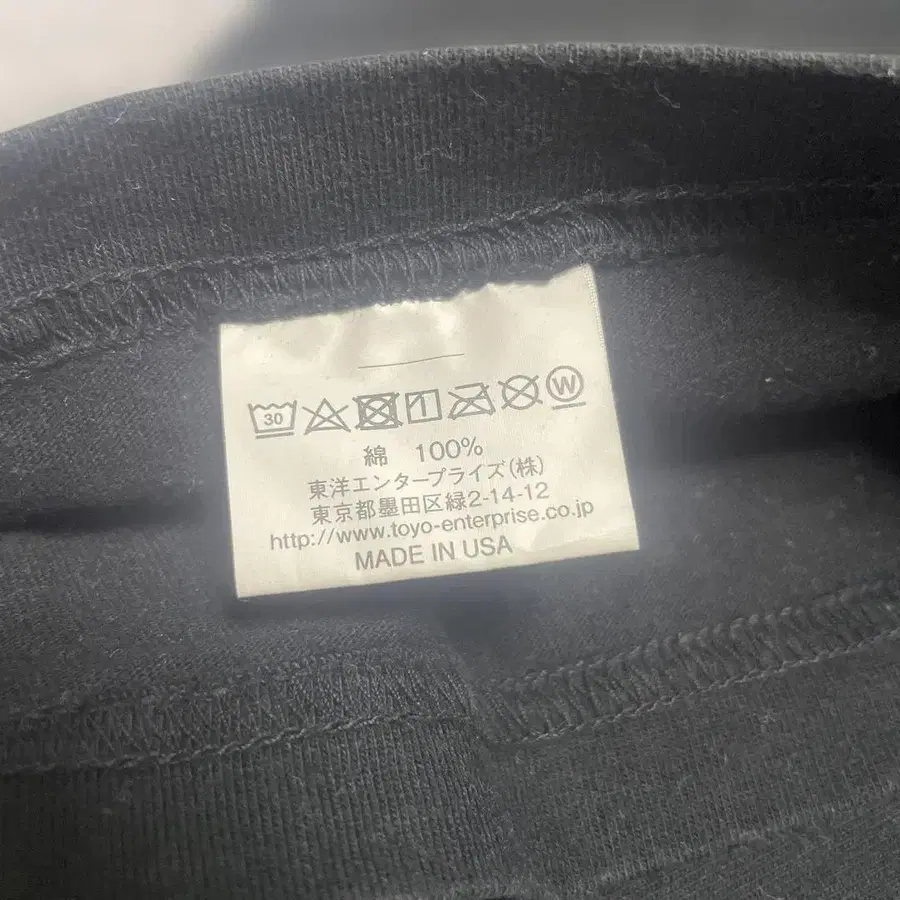 30 W
綿 100%
東洋エンタープライズ(株)
東京都墨田区緑2-14-12
http://www.toyo-enterprise.co.jp
MADE IN USA